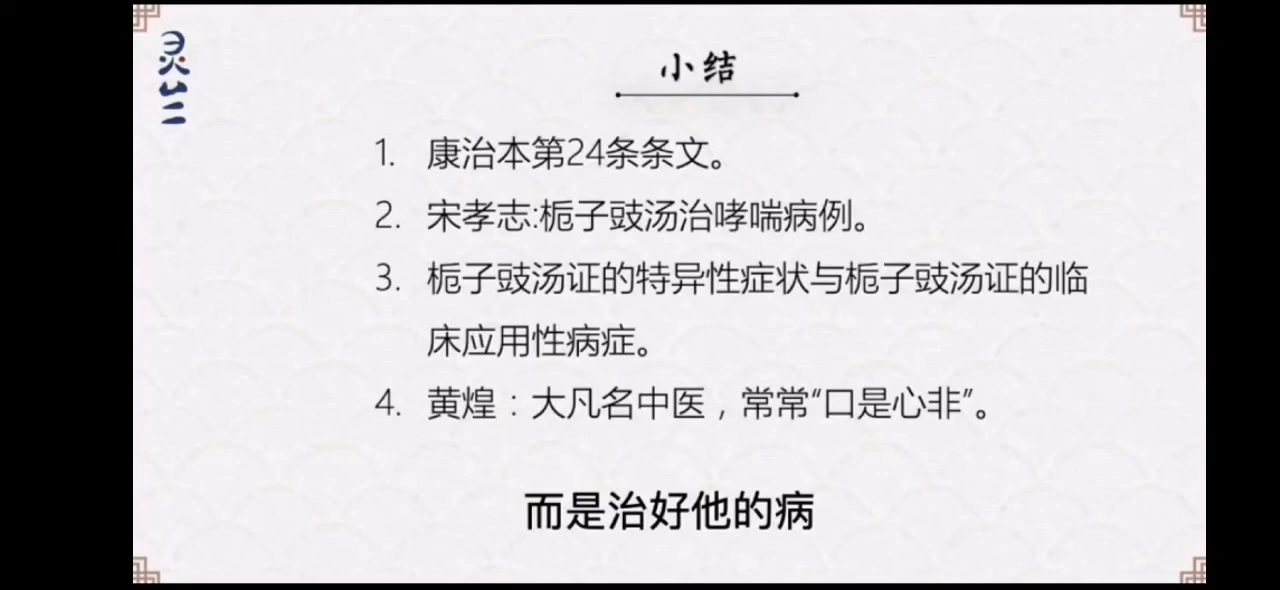 灵兰
小结
1. 康治本第24条条文。
2. 宋孝志:栀子豉汤治哮喘病例。
3. 栀子豉汤证的特异性症状与栀子豉汤证的临
床应用性病症。
4. 黄煌：大凡名中医，常常“口是心非”。
而是治好他的病